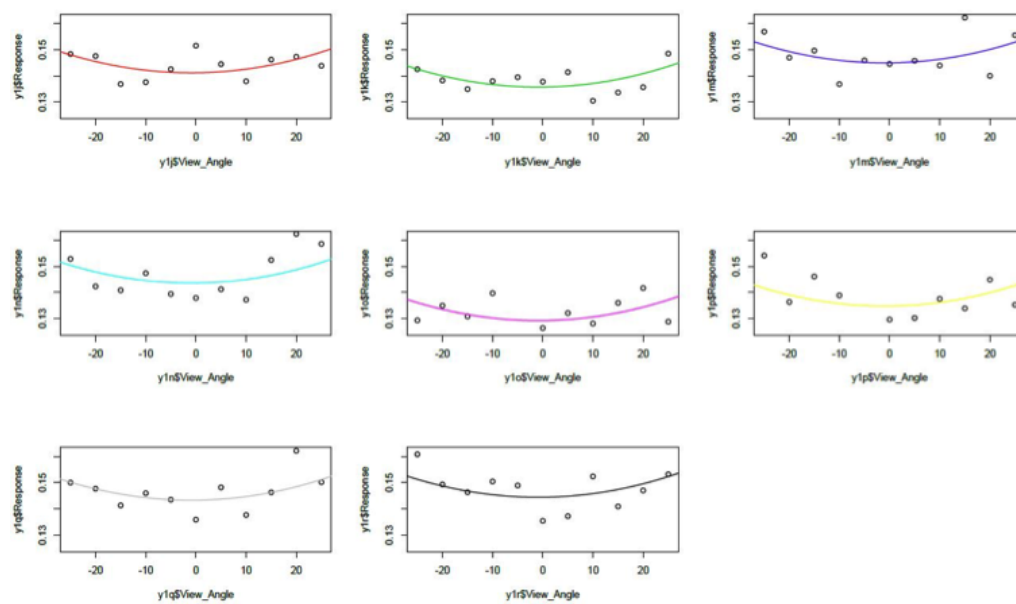 y1j$Response
0.13 0.15
-20 -10 0 10 20
y1j$View_Angle
y1k$Response
0.13 0.15
-20 -10 0 10 20
y1k$View_Angle
y1m$Response
0.13 0.15
-20 -10 0 10 20
y1m$View_Angle
y1n$Response
0.13 0.15
-20 -10 0 10 20
y1n$View_Angle
y1o$Response
0.13 0.15
-20 -10 0 10 20
y1o$View_Angle
y1p$Response
0.13 0.15
-20 -10 0 10 20
y1p$View_Angle
y1q$Response
0.13 0.15
-20 -10 0 10 20
y1q$View_Angle
y1r$Response
0.13 0.15
-20 -10 0 10 20
y1r$View_Angle